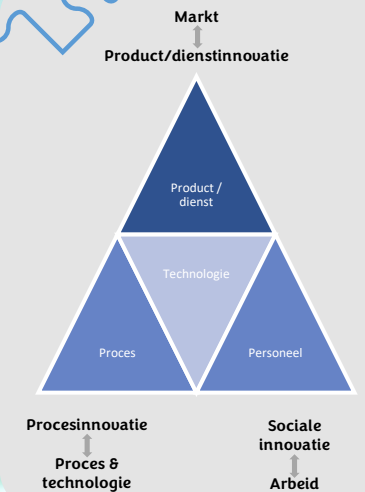 Markt
Product/dienstinnovatie
Product /
dienst
Technologie
Proces
Personeel
Procesinnovatie
Proces &
technologie
Sociale
innovatie
Arbeid